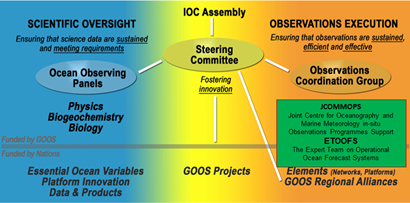 IOC Assembly
SCIENTIFIC OVERSIGHT
Ensuring that science data are sustained
and meeting requirements
OBSERVATIONS EXECUTION
Ensuring that observations are sustained,
efficient and effective
Steering
Committee
Ocean Observing
Panels
Fostering
innovation
Observations
Coordination Group
Physics
Biogeochemistry
Biology
JCOMMOPS
Joint Centre for Oceanography and
Marine Meteorology in-situ
Observations Programmes Support
ETOOFS
The Expert Team on Operational
Ocean Forecast Systems
Funded by GOOS
Funded by Nations
Essential Ocean Variables
Platform Innovation
Data & Products
GOOS Projects
Elements (Networks, Platforms)
GOOS Regional Alliances